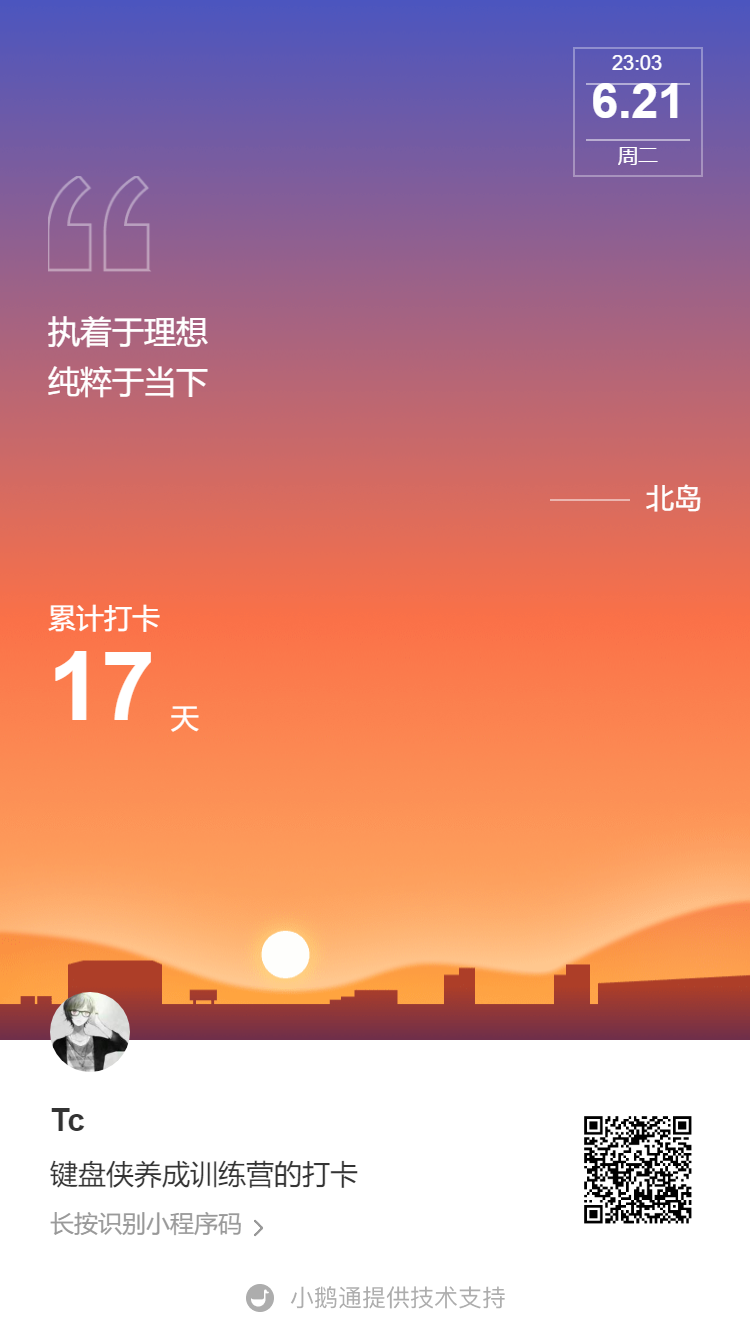 23:03
6.21
周二
执着于理想
纯粹于当下
北岛
累计打卡
17 天
Tc
键盘侠养成训练营的打卡
长按识别小程序码
小鹅通提供技术支持